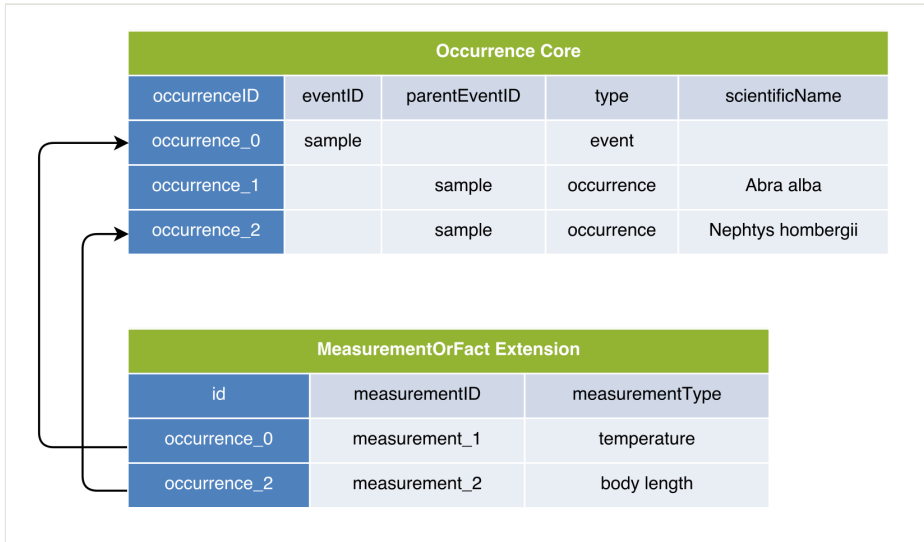 Occurrence Core
occurrenceID eventID parentEventID type scientificName
occurrence_0 sample event
occurrence_1 sample occurrence Abra alba
occurrence_2 sample occurrence Nephtys hombergii
MeasurementOrFact Extension
id measurementID measurementType
occurrence_0 measurement_1 temperature
occurrence_2 measurement_2 body length